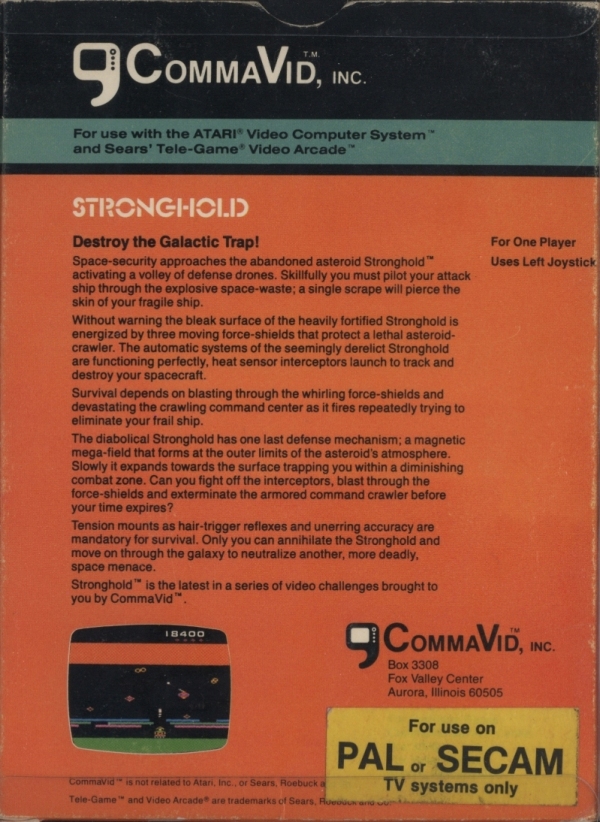 COMMAVID, INC.
T.M.
For use with the ATARI® Video Computer System™
and Sears' Tele-Game® Video Arcade™
STRONGHOLD
Destroy the Galactic Trap!
Space-security approaches the abandoned asteroid Stronghold™
activating a volley of defense drones. Skillfully you must pilot your attack
ship through the explosive space-waste; a single scrape will pierce the
skin of your fragile ship.
For One Player
Uses Left Joystick
Without warning the bleak surface of the heavily fortified Stronghold is
energized by three moving force-shields that protect a lethal asteroid-
crawler. The automatic systems of the seemingly derelict Stronghold
are functioning perfectly, heat sensor interceptors launch to track and
destroy your spacecraft.
Survival depends on blasting through the whirling force-shields and
devastating the crawling command center as it fires repeatedly trying to
eliminate your frail ship.
The diabolical Stronghold has one last defense mechanism; a magnetic
mega-field that forms at the outer limits of the asteroid's atmosphere.
Slowly it expands towards the surface trapping you within a diminishing
combat zone. Can you fight off the interceptors, blast through the
force-shields and exterminate the armored command crawler before
your time expires?
Tension mounts as hair-trigger reflexes and unerring accuracy are
mandatory for survival. Only you can annihilate the Stronghold and
move on through the galaxy to neutralize another, more deadly,
space menace.
Stronghold™ is the latest in a series of video challenges brought to
you by CommaVid™.
18400
COMMAVID,™ INC.
Box 3308
Fox Valley Center
Aurora, Illinois 60505
For use on
PAL or SECAM
TV systems only
CommaVid™ is not related to Atari, Inc., or Sears, Roebuck a
Tele-Game™ and Video Arcade® are trademarks of Sears, Roebuck and Co.